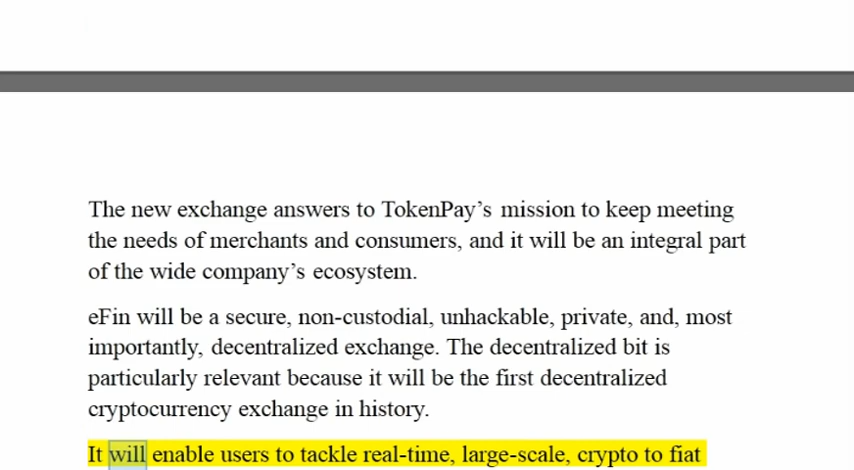 The new exchange answers to TokenPay’s mission to keep meeting
the needs of merchants and consumers, and it will be an integral part
of the wide company’s ecosystem.
eFin will be a secure, non-custodial, unhackable, private, and, most
importantly, decentralized exchange. The decentralized bit is
particularly relevant because it will be the first decentralized
cryptocurrency exchange in history.
It will enable users to tackle real-time, large-scale, crypto to fiat